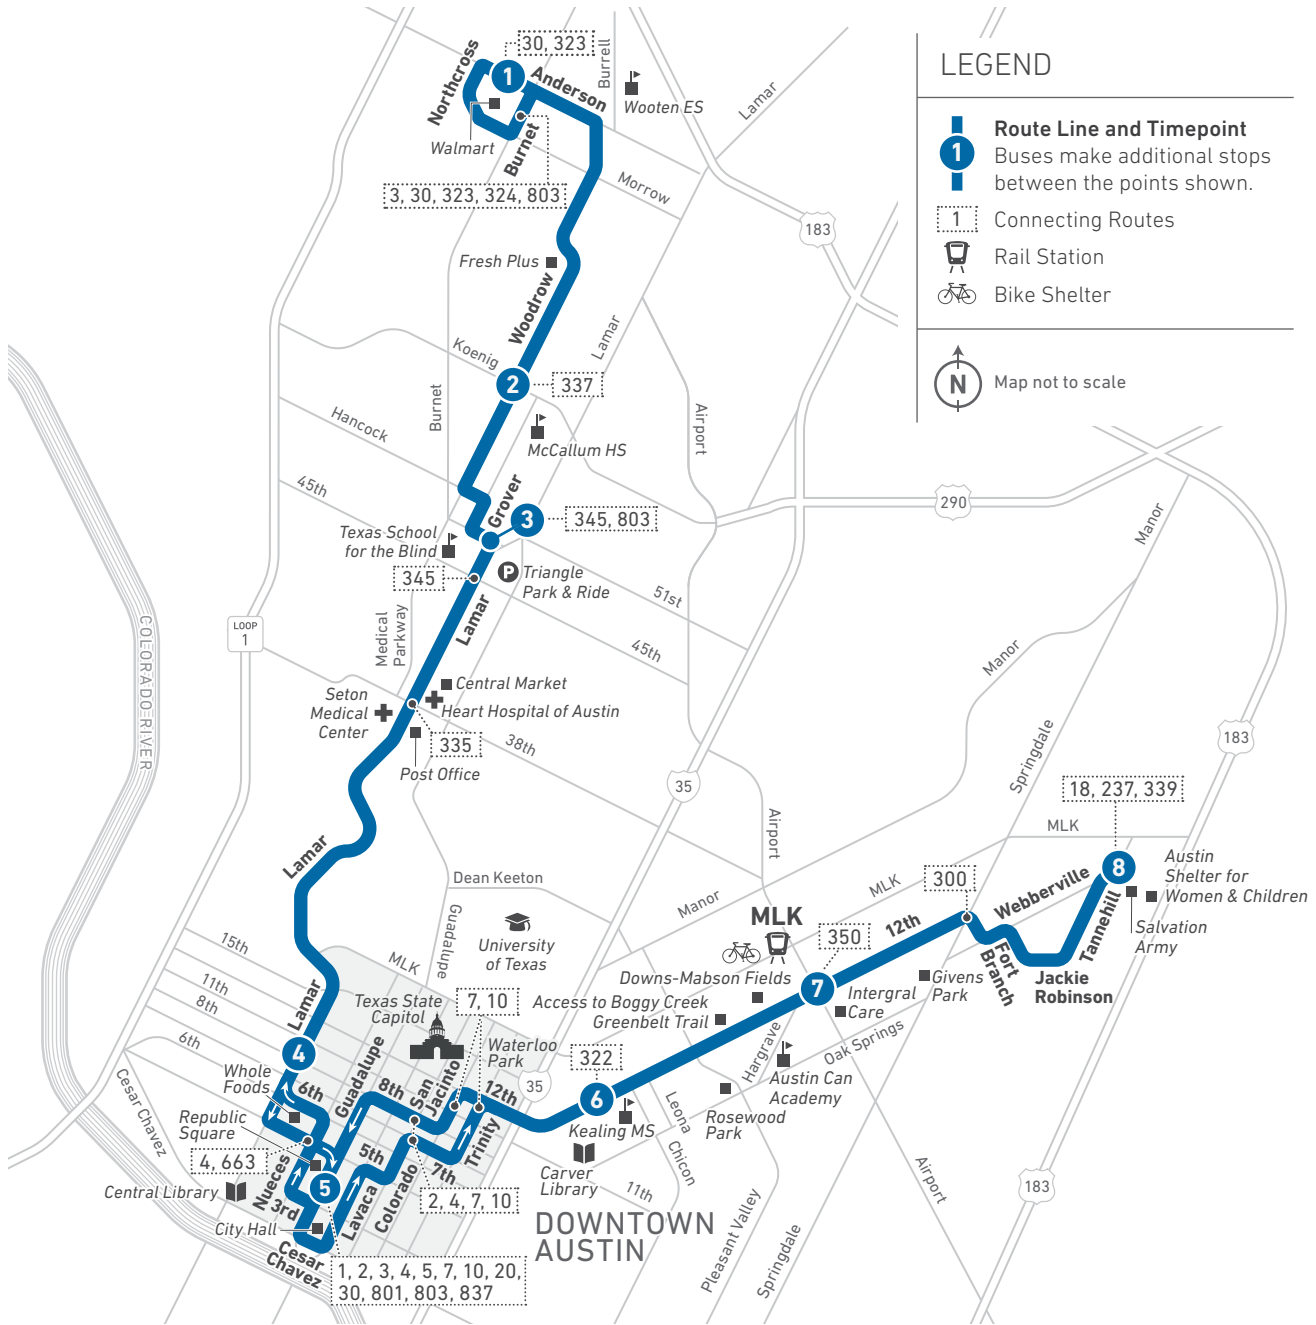 30, 323
Northcross
1
Anderson
Burrell
Wooten ES
Lamar
Walmart
Burnet
3, 30, 323, 324, 803
Morrow
183
Fresh Plus
Woodrow
Lamar
Koenig
2
337
Burnet
Airport
Hancock
McCallum HS
45th
Grover
3
345, 803
290
Manor
Texas School
for the Blind
345
Triangle
Park & Ride
51st
LOOP
1
COLORADO RIVER
Medical
Parkway
Lamar
45th
Manor
Central Market
Seton
Medical
Center
Heart Hospital of Austin
335
38th
Post Office
Springdale
183
35
18, 237, 339
Airport
MLK
Lamar
Dean Keeton
8
Austin
Shelter for
Women & Children
300
MLK
Webberville
Manor
Guadalupe
University
of Texas
MLK
350
12th
Tannehill
Salvation
Army
15th
MLK
Fort
Branch
Jackie
Robinson
11th
8th
Lamar
Texas State
Capitol
7, 10
Downs-Mabson Fields
7
Givens
Park
Access to Boggy Creek
Greenbelt Trail
Intergral
Care
6th
4
Waterloo
Park
322
Hargrave
Oak Springs
Cesar Chavez
Whole
Foods
6th
Guadalupe
8th
San
Jacinto
12th
35
6
Austin Can
Academy
Leona
Rosewood
Park
Republic
Square
Kealing MS
4, 663
5th
7th
Trinity
Chicon
Carver
Library
Central Library
Nueces
5
3rd
Lavaca
Colorado
2, 4, 7, 10
11th
Airport
183
City Hall
Cesar
Chavez
DOWNTOWN
AUSTIN
Pleasant Valley
Springdale
1, 2, 3, 4, 5, 7, 10, 20,
30, 801, 803, 837
LEGEND
1
Route Line and Timepoint
Buses make additional stops
between the points shown.
1
Connecting Routes
Rail Station
Bike Shelter
N
Map not to scale
P